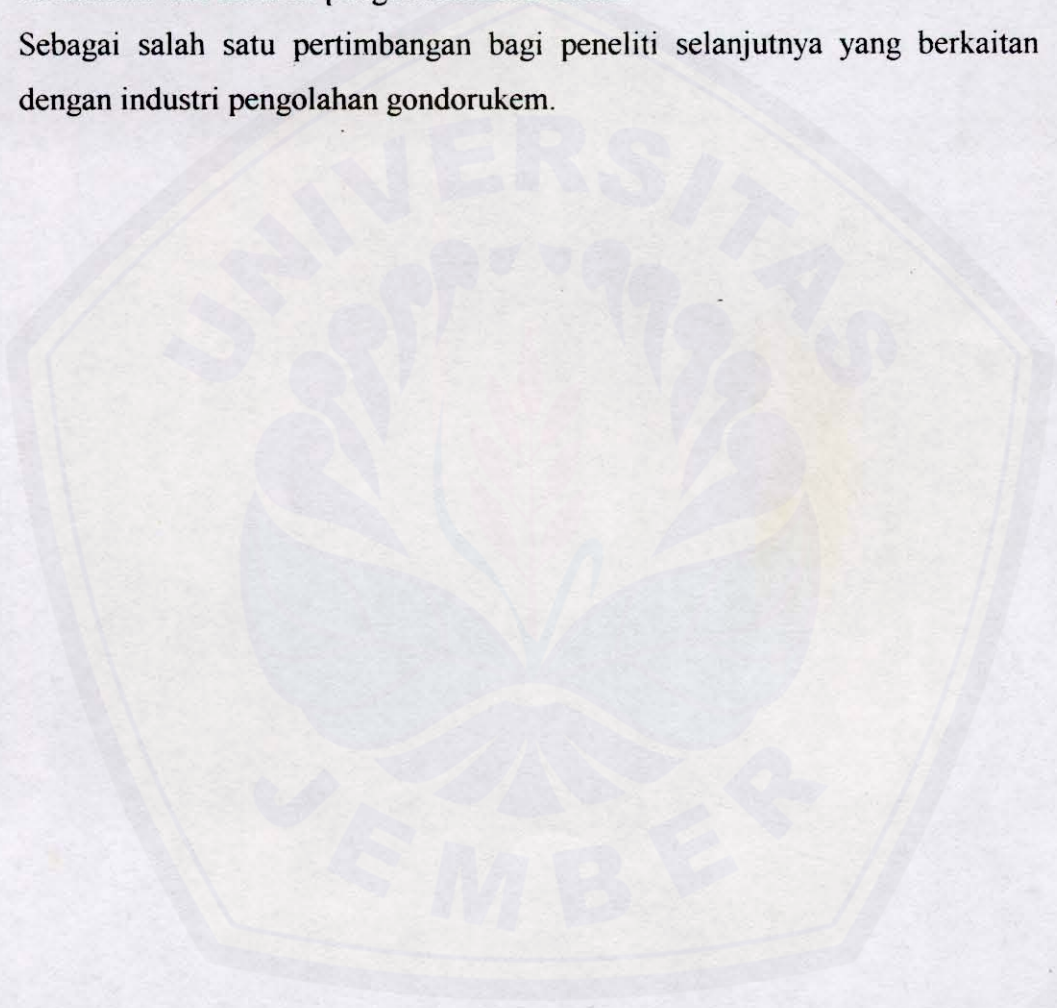 Sebagai salah satu pertimbangan bagi peneliti selanjutnya yang berkaitan
dengan industri pengolahan gondorukem.
UNIVERSITAS
JEMBER